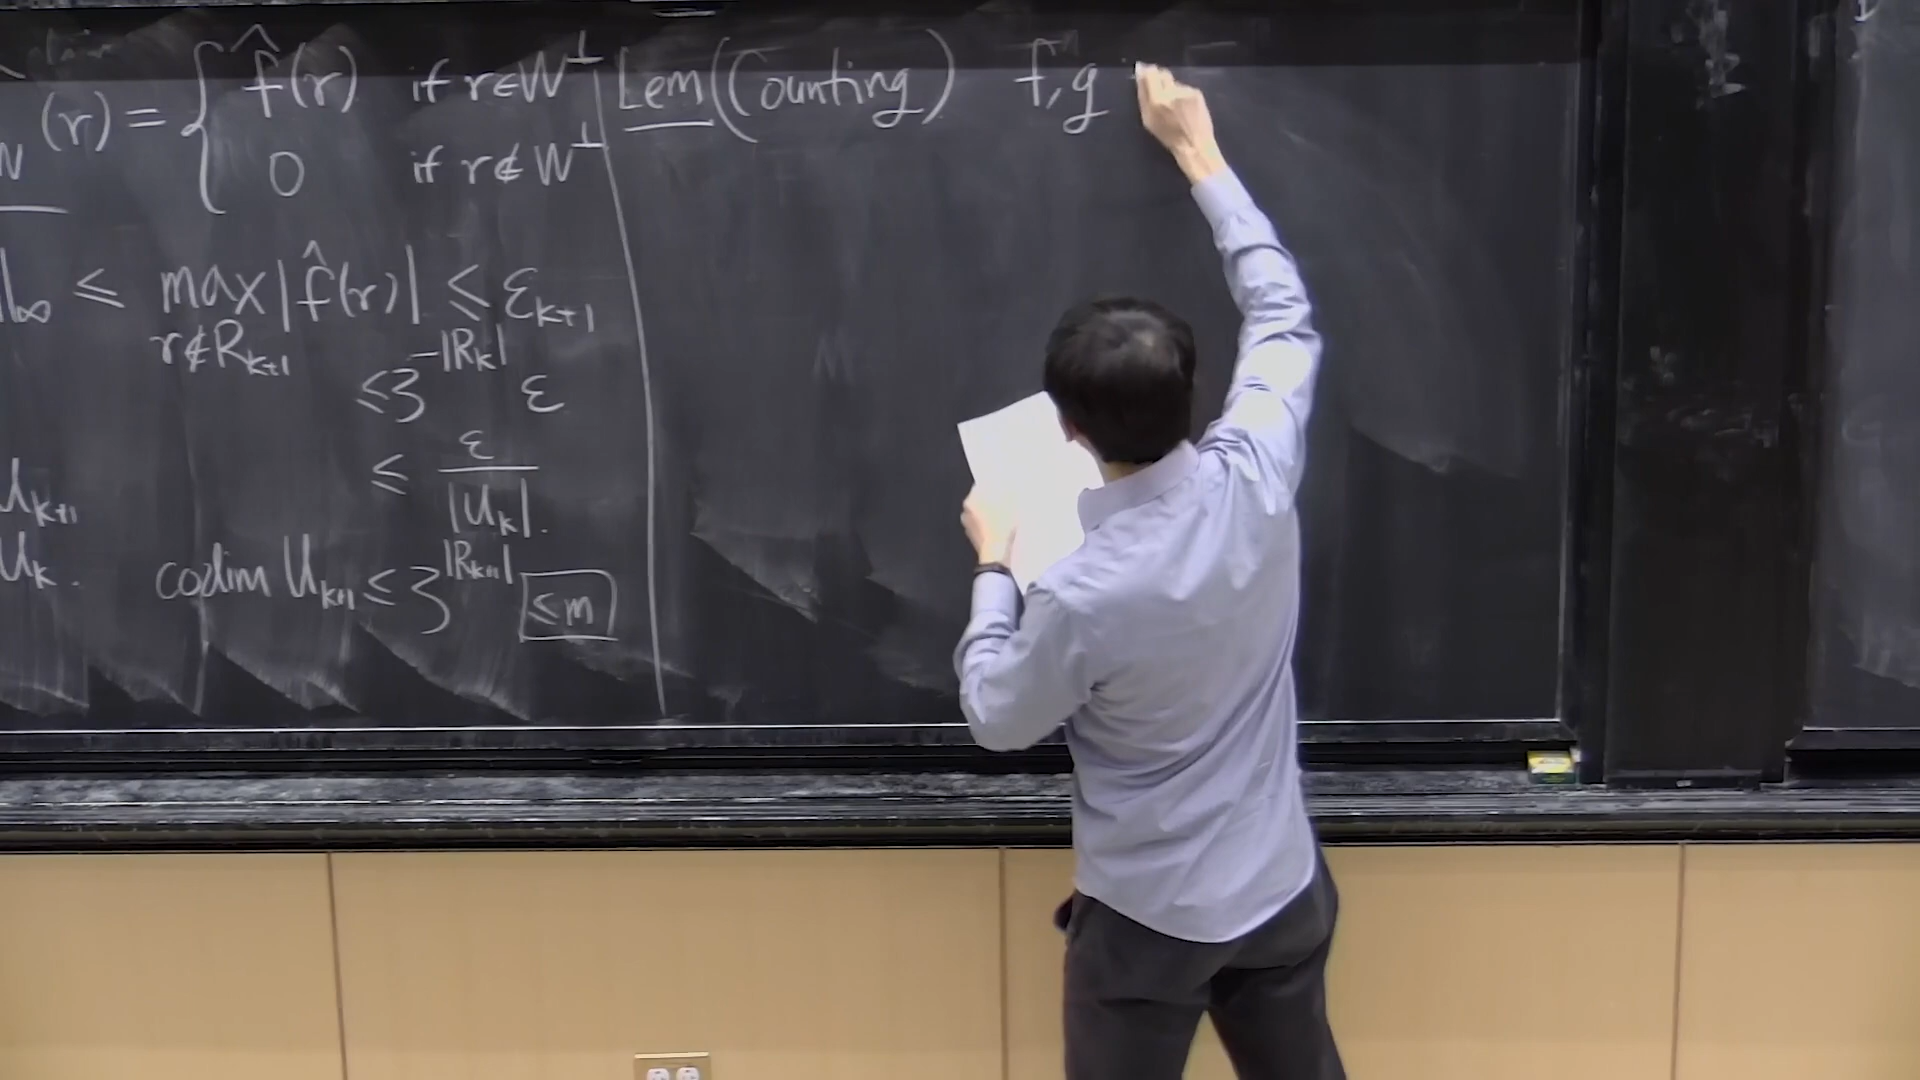 (r) = { f̂(r) if r∈W^⊥
W
0 if r∉W^⊥
|_∞ ≤ max |f̂(r)| ≤ ε_{k+1}
r∉R_{k+1}
≤ 3^{-|R_k|} ε
≤ ε / |U_k|.
U_{k+1}
U_k.
codim U_{k+1} ≤ 3^{|R_{k+1}|} ≤ m
Lem (Counting) f, g :